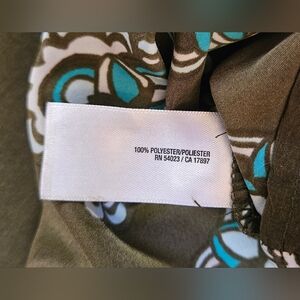 100% POLYESTER/POLIESTER
RN 54023 / CA 17897